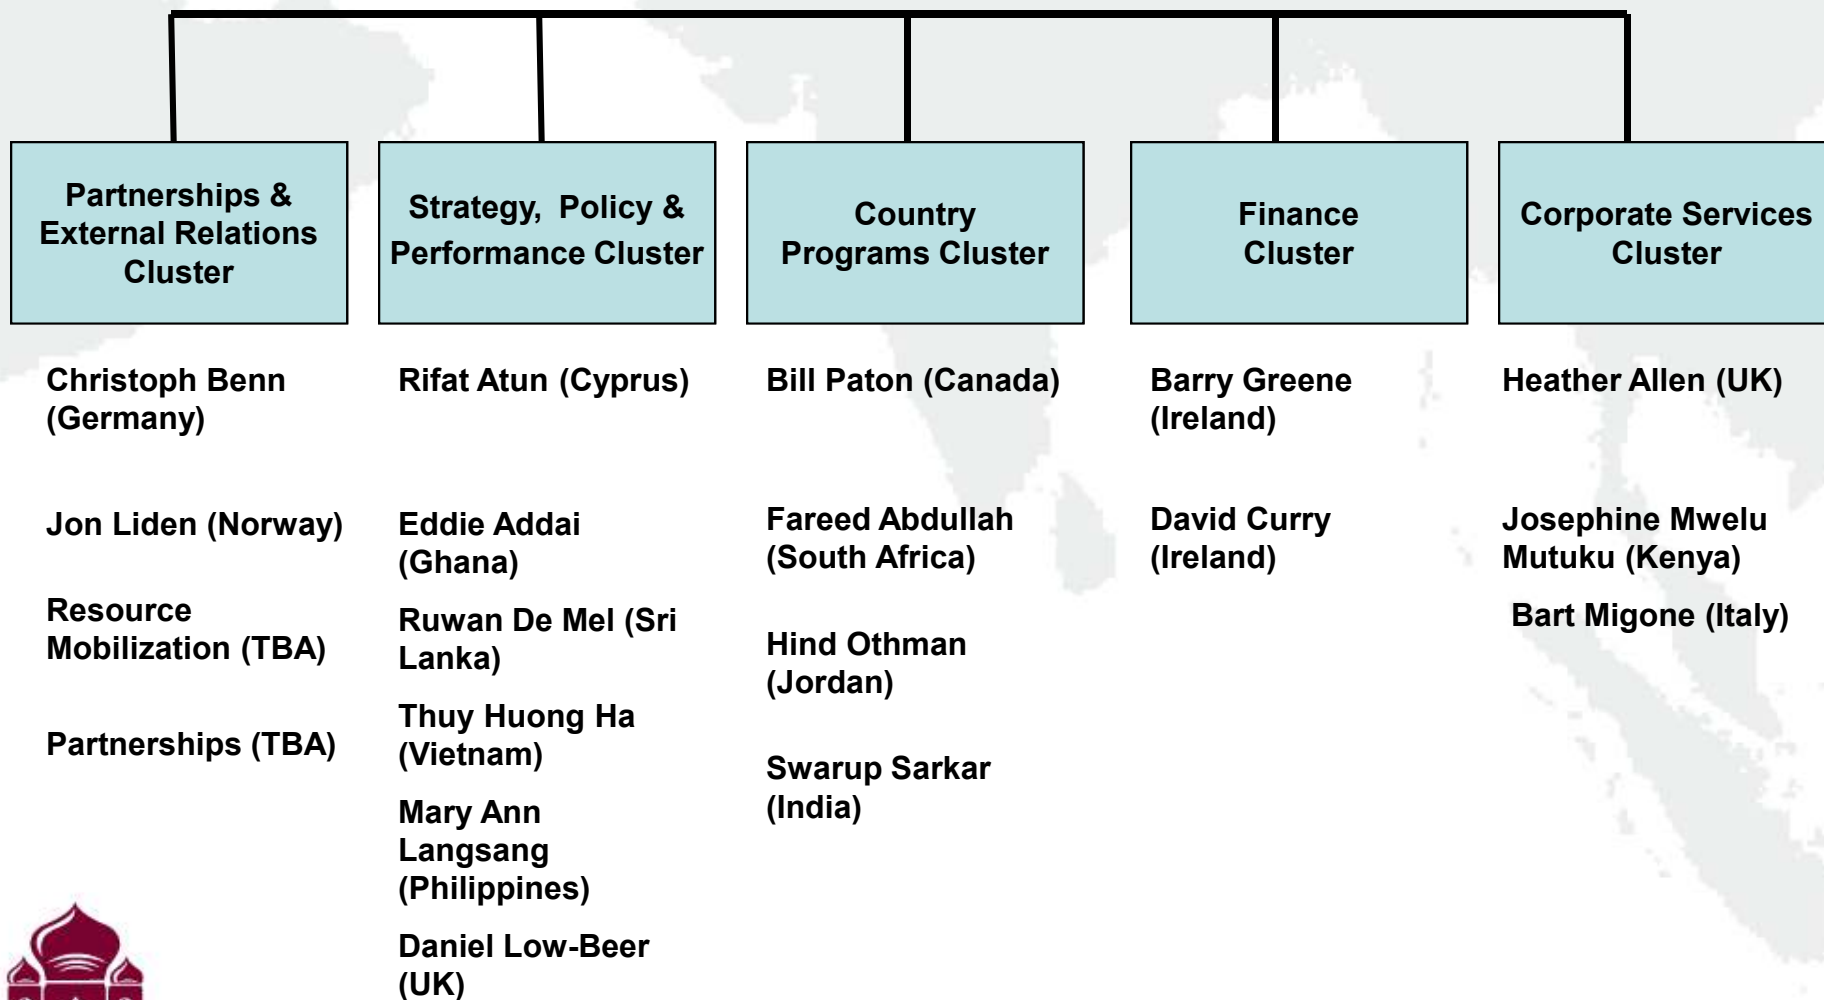 Partnerships &
External Relations
Cluster
Strategy, Policy &
Performance Cluster
Country
Programs Cluster
Finance
Cluster
Corporate Services
Cluster
Christoph Benn
(Germany)
Jon Liden (Norway)
Resource
Mobilization (TBA)
Partnerships (TBA)
Rifat Atun (Cyprus)
Eddie Addai
(Ghana)
Ruwan De Mel (Sri
Lanka)
Thuy Huong Ha
(Vietnam)
Mary Ann
Langsang
(Philippines)
Daniel Low-Beer
(UK)
Bill Paton (Canada)
Fareed Abdullah
(South Africa)
Hind Othman
(Jordan)
Swarup Sarkar
(India)
Barry Greene
(Ireland)
David Curry
(Ireland)
Heather Allen (UK)
Josephine Mwelu
Mutuku (Kenya)
Bart Migone (Italy)